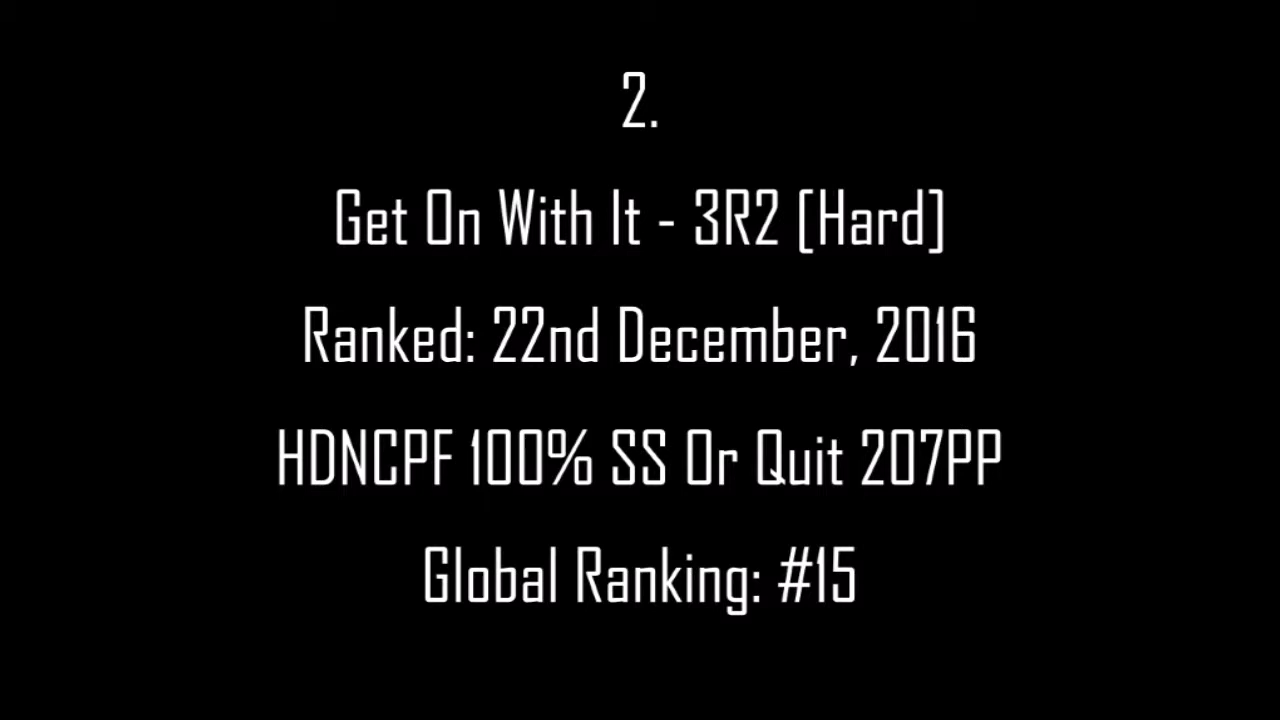 2.
Get On With It - 3R2 [Hard]
Ranked: 22nd December, 2016
HDNCPF 100% SS Or Quit 207PP
Global Ranking: #15